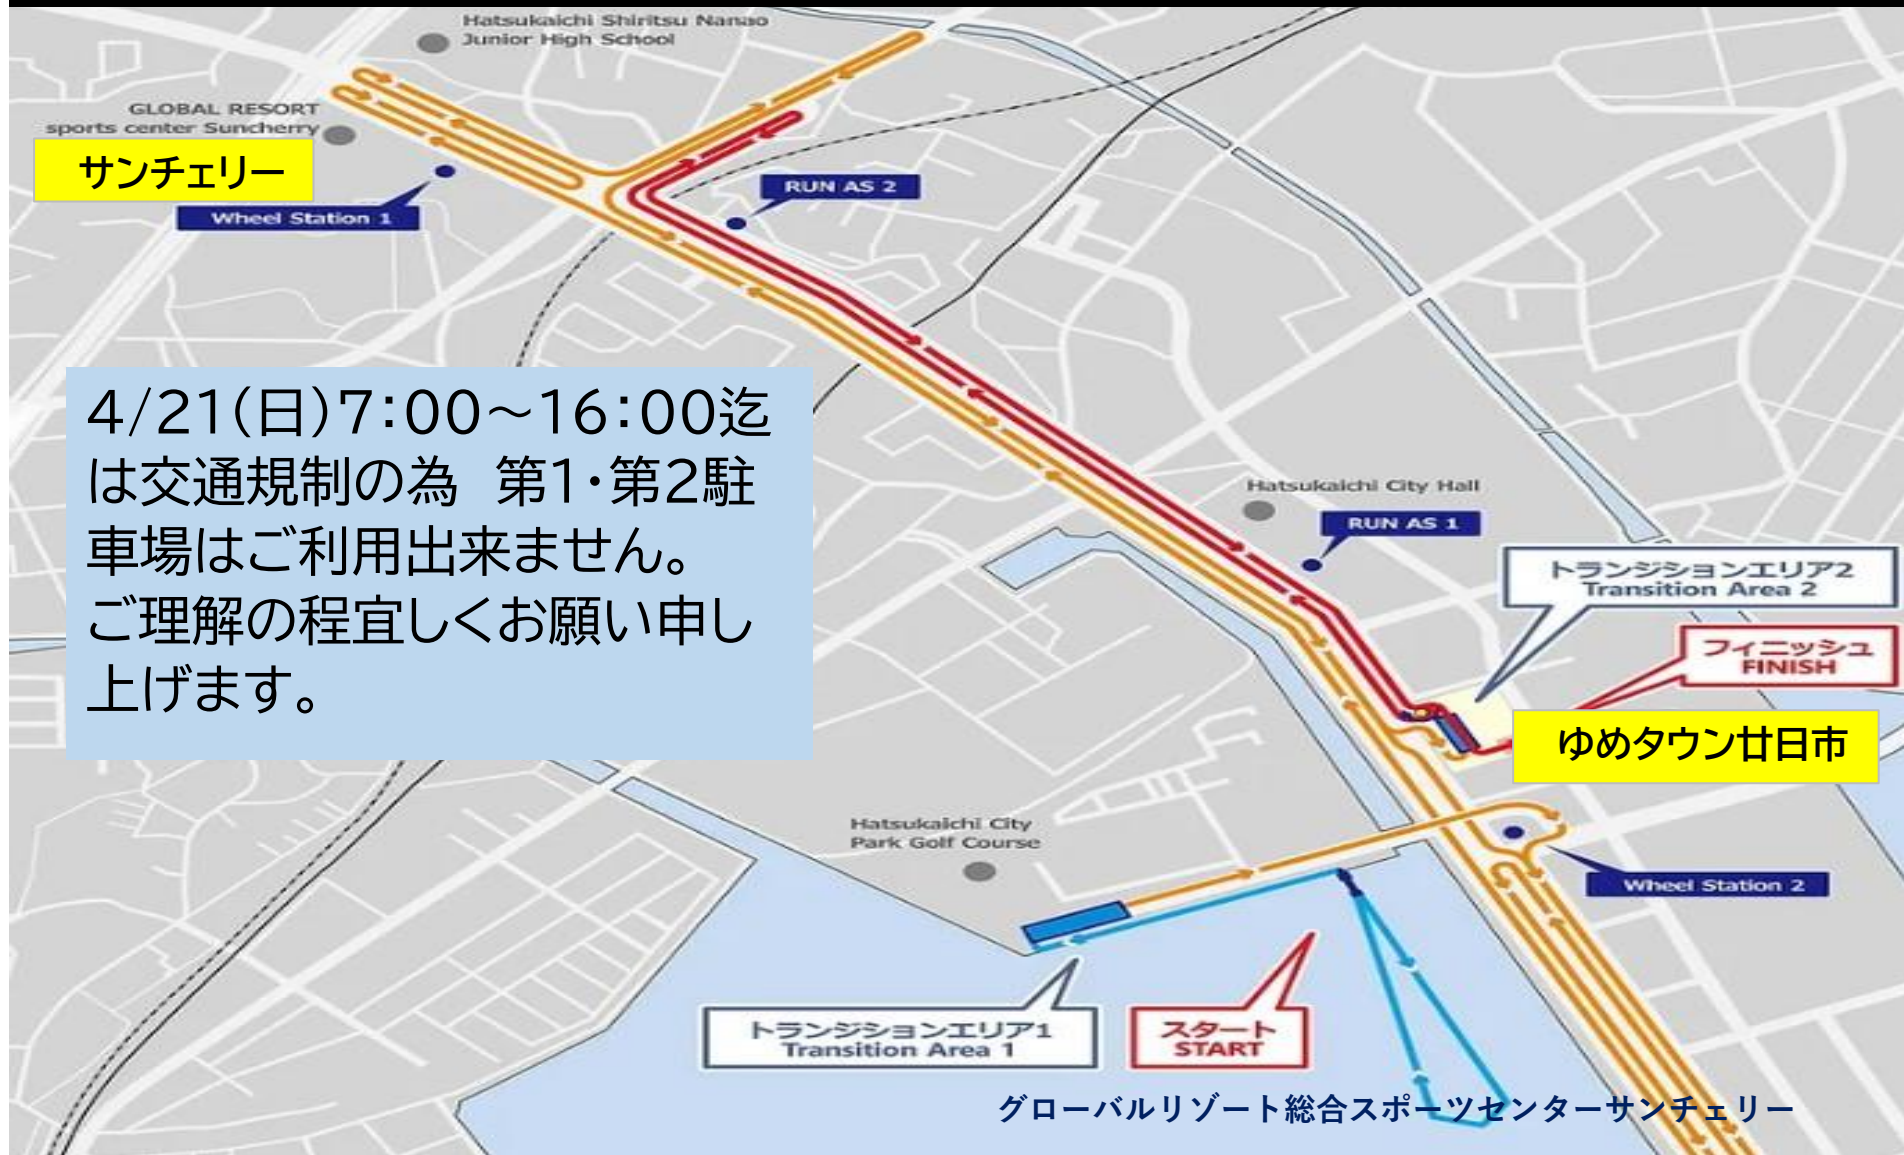 Hatsukaichi Shiritsu Nanao
Junior High School
GLOBAL RESORT
sports center Suncherry
サンチェリー
Wheel Station 1
RUN AS 2
4/21(日)7:00～16:00迄
は交通規制の為　第1・第2駐
車場はご利用出来ません。
ご理解の程宜しくお願い申し
上げます。
Hatsukaichi City Hall
RUN AS 1
トランジションエリア2
Transition Area 2
フィニッシュ
FINISH
ゆめタウン廿日市
Hatsukaichi City
Park Golf Course
Wheel Station 2
トランジションエリア1
Transition Area 1
スタート
START
グローバルリゾート総合スポーツセンターサンチェリー